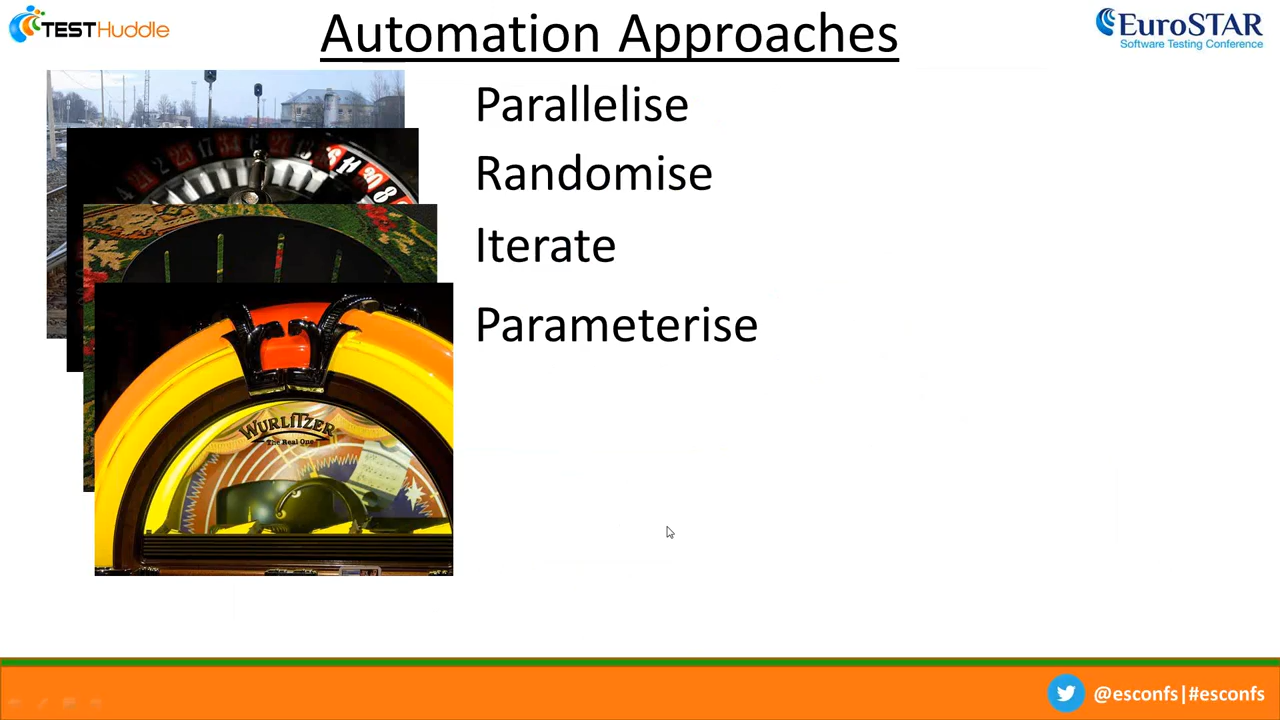 TESTHuddle
Automation Approaches
EuroSTAR
Software Testing Conference
Parallelise
Randomise
Iterate
Parameterise
WURLITZER
The Real One
@esconfs|#esconfs